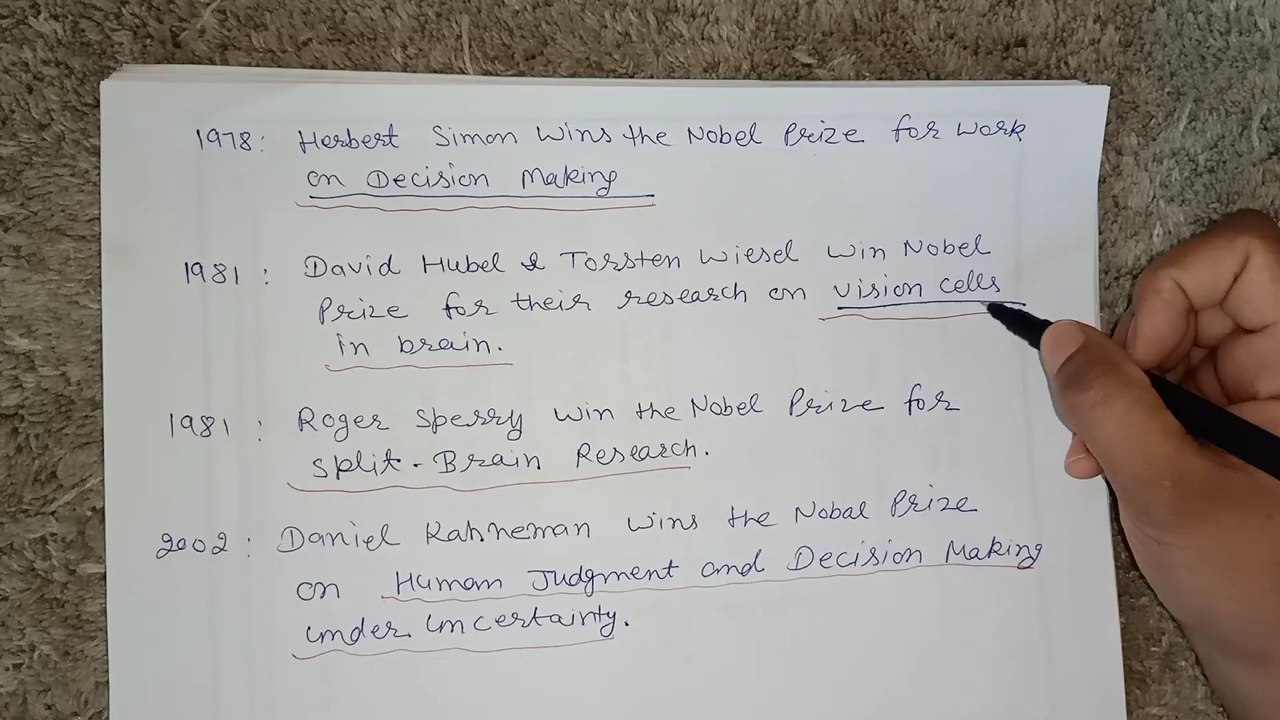 1978: Herbert Simon Wins the Nobel Prize for Work
on Decision Making
1981: David Hubel & Torsten Wiesel Win Nobel
Prize for their research on vision cells
in brain.
1981: Roger Sperry Win the Nobel Prize for
Split-Brain Research.
2002: Daniel Kahneman Wins the Nobal Prize
on Human Judgment and Decision Making
Under Uncertainty.